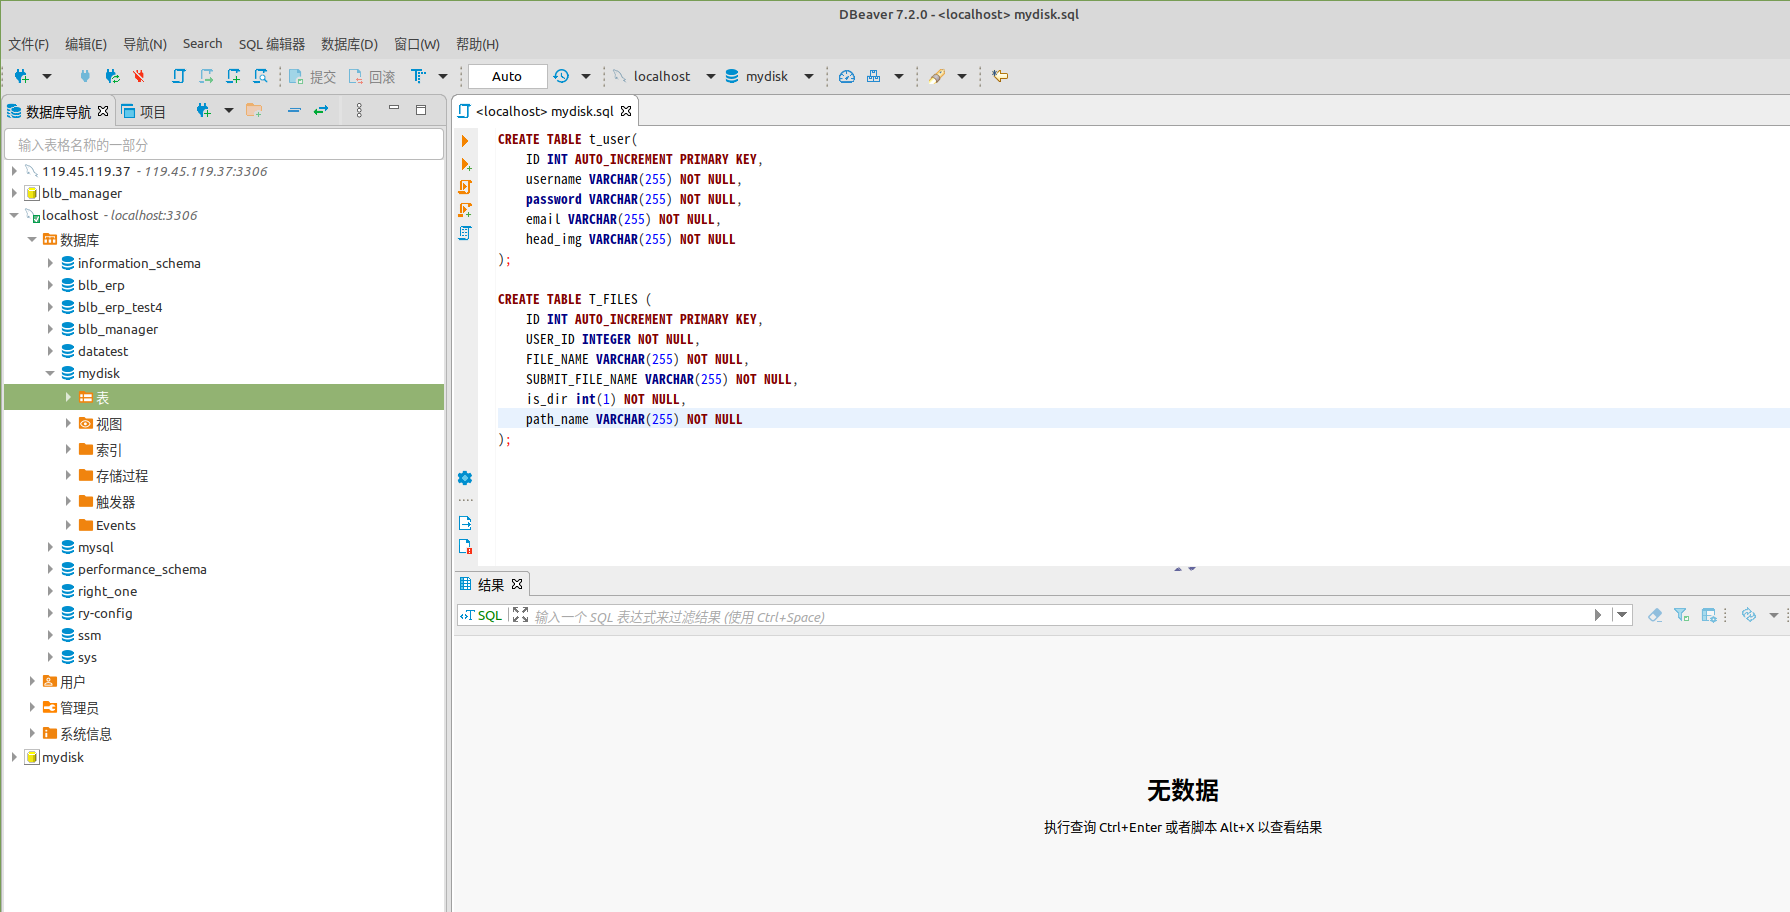 DBeaver 7.2.0 - <localhost> mydisk.sql
文件(F) 编辑(E) 导航(N) Search SQL 编辑器 数据库(D) 窗口(W) 帮助(H)
提交 回滚 Auto localhost mydisk
数据库导航 项目
输入表格名称的一部分
119.45.119.37 - 119.45.119.37:3306
blb_manager
localhost - localhost:3306
数据库
information_schema
blb_erp
blb_erp_test4
blb_manager
datatest
mydisk
表
视图
索引
存储过程
触发器
Events
mysql
performance_schema
right_one
ry-config
ssm
sys
用户
管理员
系统信息
mydisk
<localhost> mydisk.sql
CREATE TABLE t_user(
ID INT AUTO_INCREMENT PRIMARY KEY,
username VARCHAR(255) NOT NULL,
password VARCHAR(255) NOT NULL,
email VARCHAR(255) NOT NULL,
head_img VARCHAR(255) NOT NULL
);
CREATE TABLE T_FILES (
ID INT AUTO_INCREMENT PRIMARY KEY,
USER_ID INTEGER NOT NULL,
FILE_NAME VARCHAR(255) NOT NULL,
SUBMIT_FILE_NAME VARCHAR(255) NOT NULL,
is_dir int(1) NOT NULL,
path_name VARCHAR(255) NOT NULL
);
结果
SQL 输入一个 SQL 表达式来过滤结果 (使用 Ctrl+Space)
无数据
执行查询 Ctrl+Enter 或者脚本 Alt+X 以查看结果